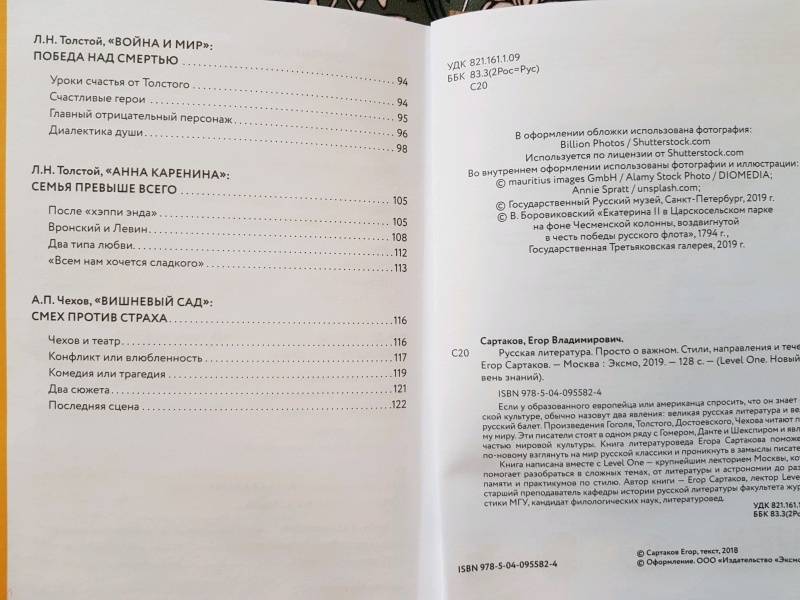 Л.Н. Толстой, «ВОЙНА И МИР»:
ПОБЕДА НАД СМЕРТЬЮ 94
Уроки счастья от Толстого 94
Счастливые герои 95
Главный отрицательный персонаж 96
Диалектика души 98
Л.Н. Толстой, «АННА КАРЕНИНА»:
СЕМЬЯ ПРЕВЫШЕ ВСЕГО 105
После «хэппи энда» 105
Вронский и Левин 108
Два типа любви 112
«Всем нам хочется сладкого» 113
А.П. Чехов, «ВИШНЕВЫЙ САД»:
СМЕХ ПРОТИВ СТРАХА 116
Чехов и театр 116
Конфликт или влюбленность 117
Комедия или трагедия 119
Два сюжета 121
Последняя сцена 122
УДК 821.161.1.09
ББК 83.3(2Рос=Рус)
С20
В оформлении обложки использована фотография:
Billion Photos / Shutterstock.com
Используется по лицензии от Shutterstock.com
Во внутреннем оформлении использованы фотографии и иллюстрации:
© mauritius images GmbH / Alamy Stock Photo / DIOMEDIA;
Annie Spratt / unsplash.com;
© Государственный Русский музей, Санкт-Петербург, 2019 г.
© В. Боровиковский «Екатерина II в Царскосельском парке
на фоне Чесменской колонны, воздвигнутой
в честь победы русского флота», 1794 г.,
Государственная Третьяковская галерея, 2019 г.
Сартаков, Егор Владимирович.
С20 Русская литература. Просто о важном. Стили, направления и тече
Егор Сартаков. — Москва : Эксмо, 2019. — 128 с. — (Level One. Новый
вень знаний).
ISBN 978-5-04-095582-4
Если у образованного европейца или американца спросить, что он знает
ской культуре, обычно назовут два явления: великая русская литература и ве
русский балет. Произведения Гоголя, Толстого, Достоевского, Чехова читают п
му миру. Эти писатели стоят в одном ряду с Гомером, Данте и Шекспиром и явл
частью мировой культуры. Книга литературоведа Егора Сартакова поможе
по-новому взглянуть на мир русской классики и проникнуть в замыслы писате
Книга написана вместе с Level One — крупнейшим лекторием Москвы, ко
помогает разобраться в сложных темах, от литературы и астрономии до раз
памяти и практикумов по стилю. Автор книги — Егор Сартаков, лектор Level
старший преподаватель кафедры истории русской литературы факультета жур
стики МГУ, кандидат филологических наук, литературовед.
УДК 821.161.1
ББК 83.3(2Рос
© Сартаков Егор, текст, 2018
ISBN 978-5-04-095582-4 © Оформление. ООО «Издательство «Эксмо